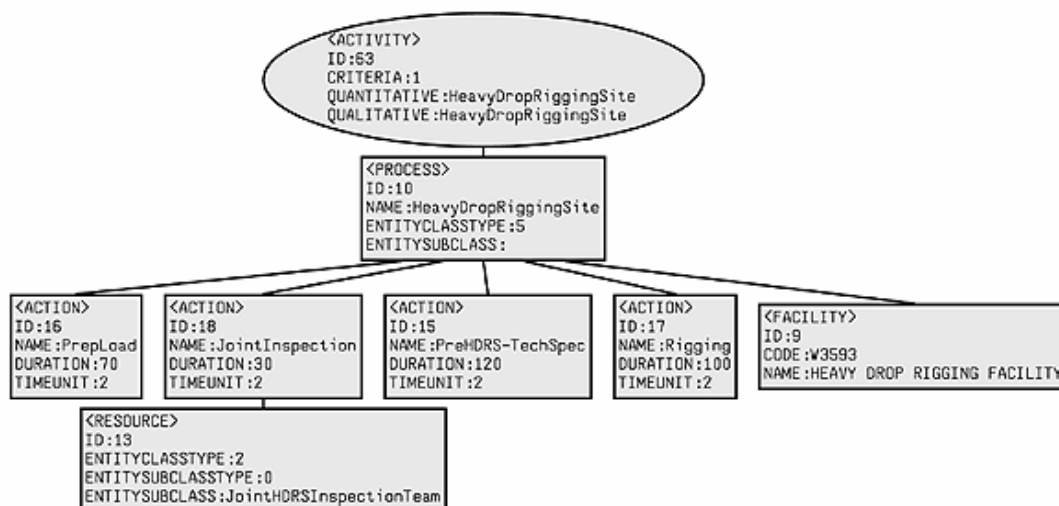 <ACTIVITY>
ID:63
CRITERIA:1
QUANTITATIVE:HeavyDropRiggingSite
QUALITATIVE:HeavyDropRiggingSite
<PROCESS>
ID:10
NAME:HeavyDropRiggingSite
ENTITYCLASSTYPE:5
ENTITYSUBCLASS:
<ACTION>
ID:16
NAME:PrepLoad
DURATION:70
TIMEUNIT:2
<ACTION>
ID:18
NAME:JointInspection
DURATION:30
TIMEUNIT:2
<ACTION>
ID:15
NAME:PreHDRS-TechSpec
DURATION:120
TIMEUNIT:2
<ACTION>
ID:17
NAME:Rigging
DURATION:100
TIMEUNIT:2
<FACILITY>
ID:9
CODE:W3593
NAME:HEAVY DROP RIGGING FACILITY
<RESOURCE>
ID:13
ENTITYCLASSTYPE:2
ENTITYSUBCLASSTYPE:0
ENTITYSUBCLASS:JointHDRSInspectionTeam